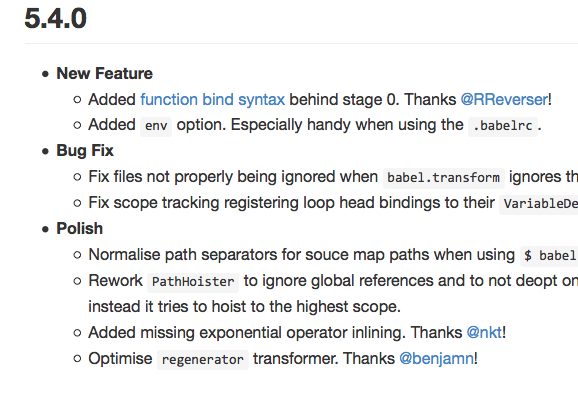 5.4.0
New Feature
Added function bind syntax behind stage 0. Thanks @RReverser!
Added env option. Especially handy when using the .babelrc .
Bug Fix
Fix files not properly being ignored when babel.transform ignores th
Fix scope tracking registering loop head bindings to their VariableDe
Polish
Normalise path separators for souce map paths when using $ babel
Rework PathHoister to ignore global references and to not deopt on
instead it tries to hoist to the highest scope.
Added missing exponential operator inlining. Thanks @nkt!
Optimise regenerator transformer. Thanks @benjamn!